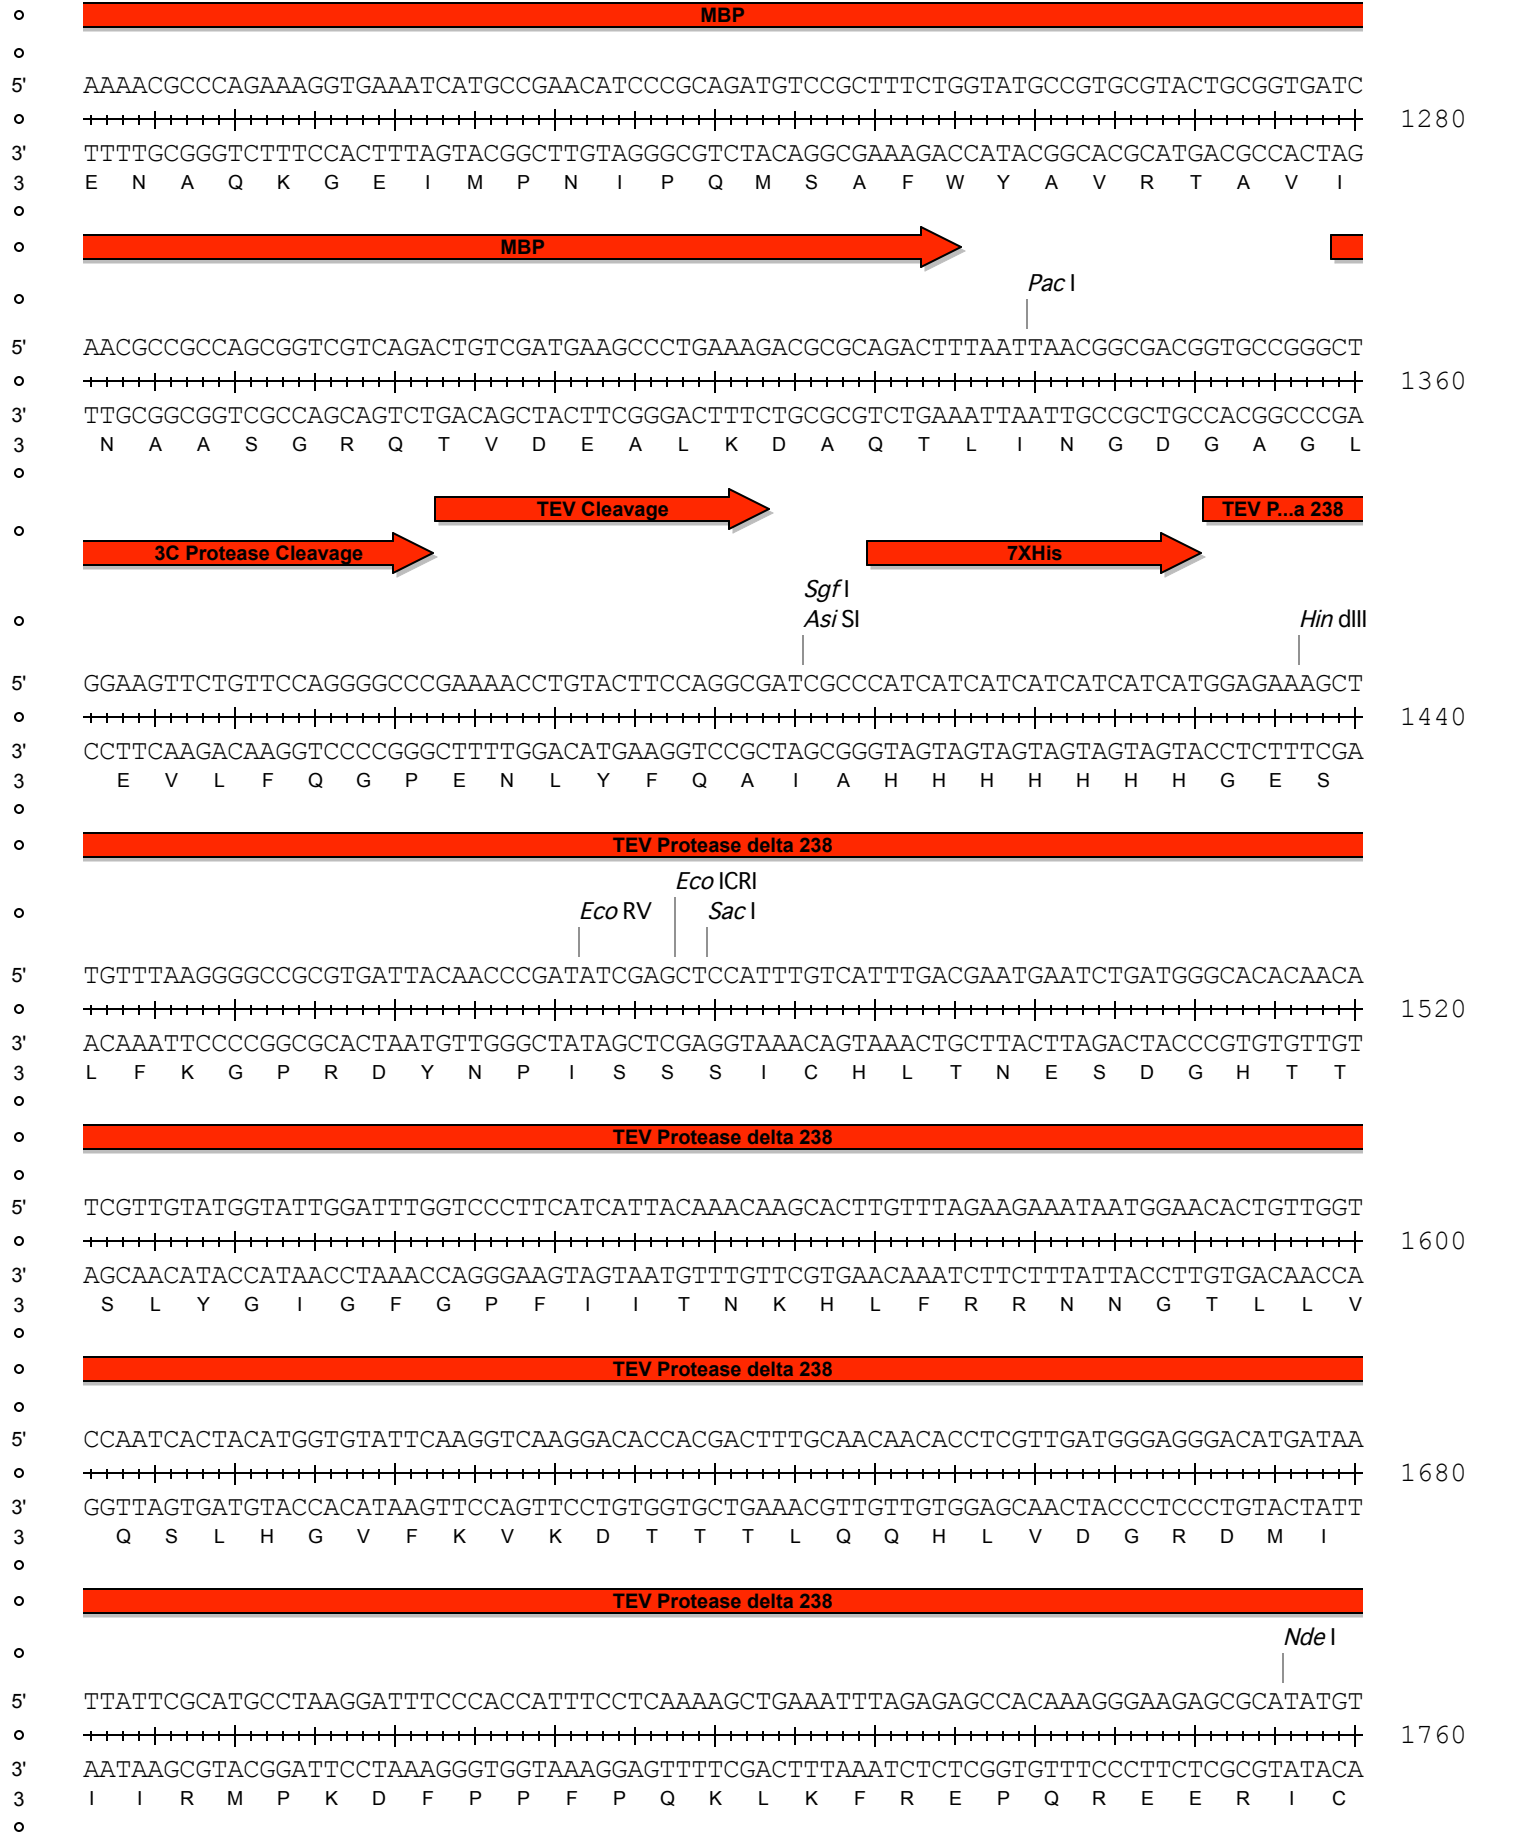 MBP
5' AAAACGCCCAGAAAGGTGAAATCATGCCGAACATCCCGCAGATGTCCGCTTTCTGGTATGCCGTGCGTACTGCGGTGATC
1280
3' TTTTGCGGGTCTTTCCACTTTAGTACGGCTTGTAGGGCGTCTACAGGCGAAAGACCATACGGCACGCATGACGCCACTAG
3 E N A Q K G E I M P N I P Q M S A F W Y A V R T A V I
MBP
Pac I
5' AACGCCGCCAGCGGTCGTCAGACTGTCGATGAAGCCCTGAAAGACGCGCAGACTTTAATTAACGGCGACGGTGCCGGGCT
1360
3' TTGCGGCGGTCGCCAGCAGTCTGACAGCTACTTCGGGACTTTCTGCGCGTCTGAAATTAATTGCCGCTGCCACGGCCCGA
3 N A A S G R Q T V D E A L K D A Q T L I N G D G A G L
TEV Cleavage TEV P...a 238
3C Protease Cleavage 7XHis
Sgf I
Asi SI Hin dIII
5' GGAAGTTCTGTTCCAGGGGCCCGAAAACCTGTACTTCCAGGCGATCGCCCATCATCATCATCATCATCATGGAGAAAGCT
1440
3' CCTTCAAGACAAGGTCCCCGGGCTTTTGGACATGAAGGTCCGCTAGCGGGTAGTAGTAGTAGTAGTAGTACCTCTTTCGA
3 E V L F Q G P E N L Y F Q A I A H H H H H H H G E S
TEV Protease delta 238
Eco ICRI
Eco RV Sac I
5' TGTTTAAGGGGCCGCGTGATTACAACCCGATATCGAGCTCCATTTGTCATTTGACGAATGAATCTGATGGGCACACAACA
1520
3' ACAAATTCCCCGGCGCACTAATGTTGGGCTATAGCTCGAGGTAAACAGTAAACTGCTTACTTAGACTACCCGTGTGTTGT
3 L F K G P R D Y N P I S S S I C H L T N E S D G H T T
TEV Protease delta 238
5' TCGTTGTATGGTATTGGATTTGGTCCCTTCATCATTACAAACAAGCACTTGTTTAGAAGAAATAATGGAACACTGTTGGT
1600
3' AGCAACATACCATAACCTAAACCAGGGAAGTAGTAATGTTTGTTCGTGAACAAATCTTCTTTATTACCTTGTGACAACCA
3 S L Y G I G F G P F I I T N K H L F R R N N G T L L V
TEV Protease delta 238
5' CCAATCACTACATGGTGTATTCAAGGTCAAGGACACCACGACTTTGCAACAACACCTCGTTGATGGGAGGGACATGATAA
1680
3' GGTTAGTGATGTACCACATAAGTTCCAGTTCCTGTGGTGCTGAAACGTTGTTGTGGAGCAACTACCCTCCCTGTACTATT
3 Q S L H G V F K V K D T T T L Q Q H L V D G R D M I
TEV Protease delta 238
Nde I
5' TTATTCGCATGCCTAAGGATTTCCCACCATTTCCTCAAAAGCTGAAATTTAGAGAGCCACAAAGGGAAGAGCGCATATGT
1760
3' AATAAGCGTACGGATTCCTAAAGGGTGGTAAAGGAGTTTTCGACTTTAAATCTCTCGGTGTTTCCCTTCTCGCGTATACA
3 I I R M P K D F P P F P Q K L K F R E P Q R E E R I C